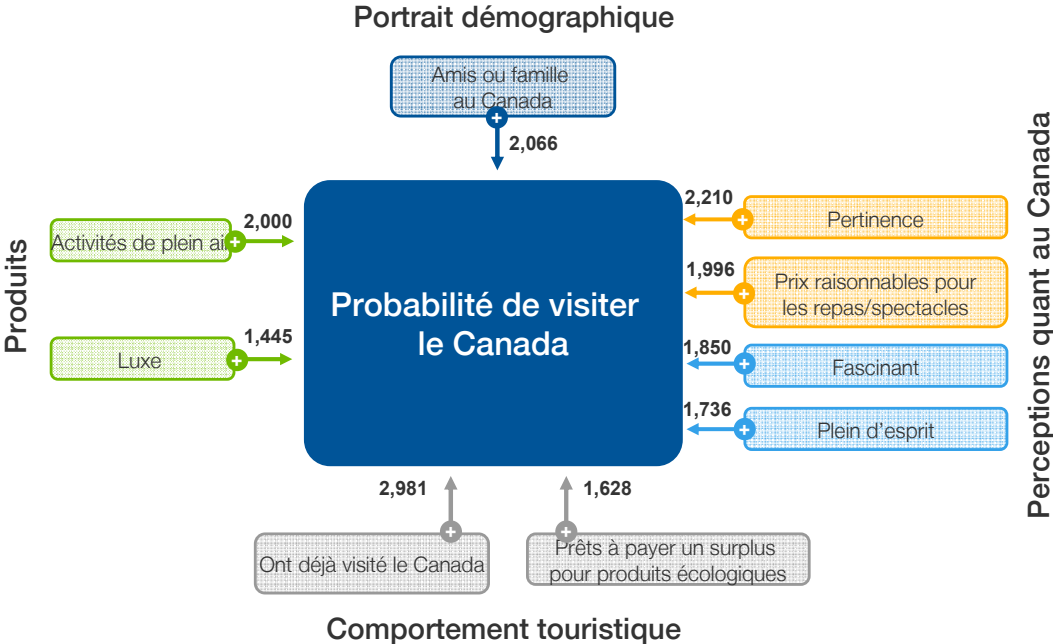 Portrait démographique
Amis ou famille
au Canada
2,066
Produits
Activités de plein air
2,000
Luxe
1,445
Probabilité de visiter
le Canada
Perceptions quant au Canada
2,210
Pertinence
1,996
Prix raisonnables pour
les repas/spectacles
1,850
Fascinant
1,736
Plein d'esprit
2,981
Ont déjà visité le Canada
1,628
Prêts à payer un surplus
pour produits écologiques
Comportement touristique